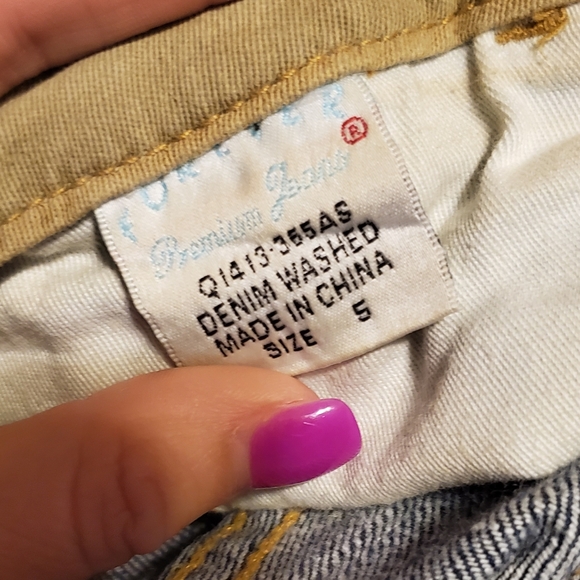 ®
Premium Jeans
Q1413-365AS
DENIM WASHED
MADE IN CHINA
SIZE 5